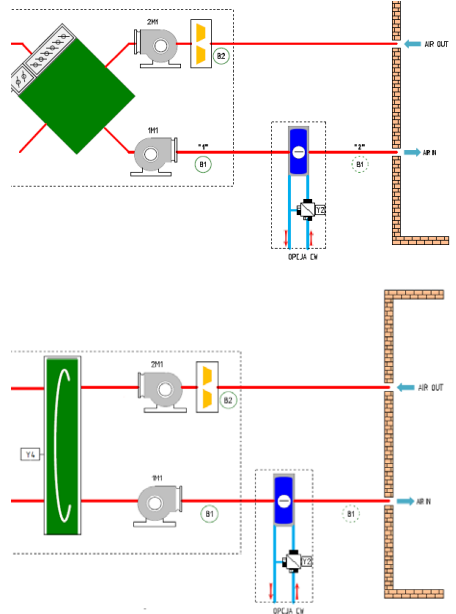 2M1
B2
AIR OUT
1M1
"1"
"2"
AIR IN
B1
B1
Y2
OPCJA CW
2M1
B2
AIR OUT
Y4
1M1
AIR IN
B1
B1
Y2
OPCJA CW